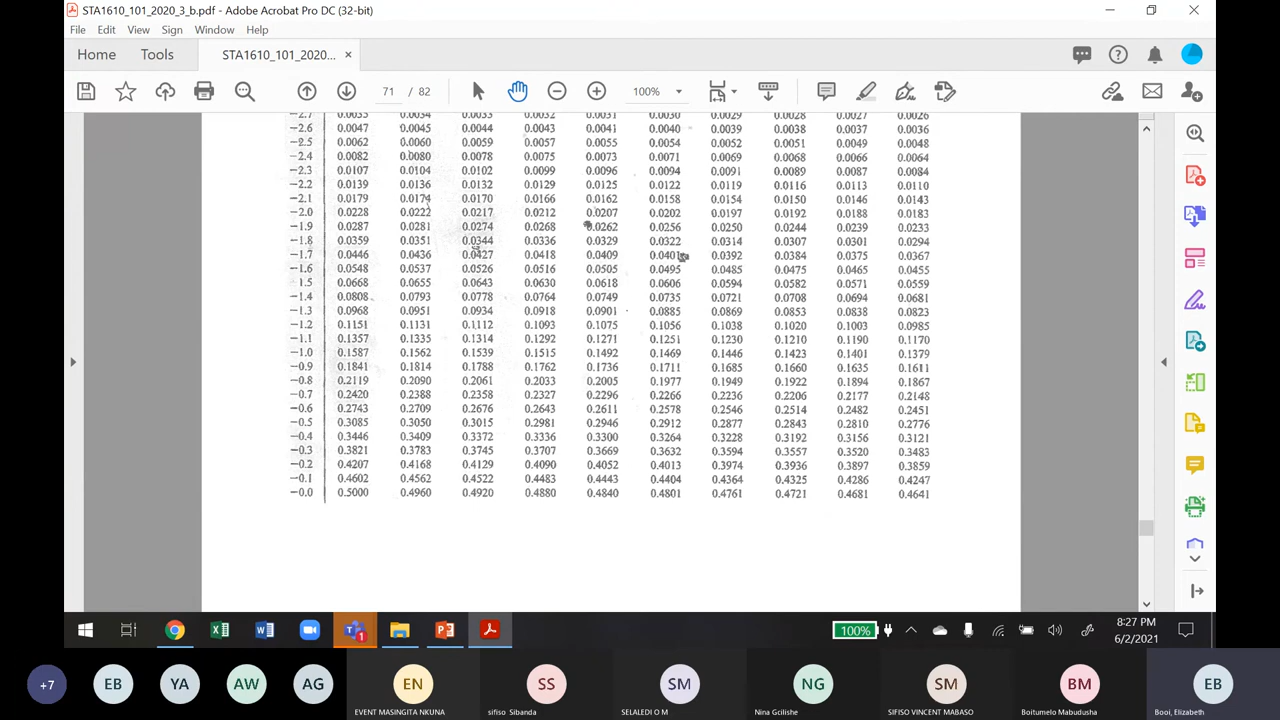 STA1610_101_2020_3_b.pdf - Adobe Acrobat Pro DC (32-bit)
File Edit View Sign Window Help
Home Tools STA1610_101_2020... ×
71 / 82 100%
−2.6 0.0047 0.0045 0.0044 0.0043 0.0041 0.0040 0.0039 0.0038 0.0037 0.0036
−2.5 0.0062 0.0060 0.0059 0.0057 0.0055 0.0054 0.0052 0.0051 0.0049 0.0048
−2.4 0.0082 0.0080 0.0078 0.0075 0.0073 0.0071 0.0069 0.0068 0.0066 0.0064
−2.3 0.0107 0.0104 0.0102 0.0099 0.0096 0.0094 0.0091 0.0089 0.0087 0.0084
−2.2 0.0139 0.0136 0.0132 0.0129 0.0125 0.0122 0.0119 0.0116 0.0113 0.0110
−2.1 0.0179 0.0174 0.0170 0.0166 0.0162 0.0158 0.0154 0.0150 0.0146 0.0143
−2.0 0.0228 0.0222 0.0217 0.0212 0.0207 0.0202 0.0197 0.0192 0.0188 0.0183
−1.9 0.0287 0.0281 0.0274 0.0268 0.0262 0.0256 0.0250 0.0244 0.0239 0.0233
−1.8 0.0359 0.0351 0.0344 0.0336 0.0329 0.0322 0.0314 0.0307 0.0301 0.0294
−1.7 0.0446 0.0436 0.0427 0.0418 0.0409 0.0401 0.0392 0.0384 0.0375 0.0367
−1.6 0.0548 0.0537 0.0526 0.0516 0.0505 0.0495 0.0485 0.0475 0.0465 0.0455
−1.5 0.0668 0.0655 0.0643 0.0630 0.0618 0.0606 0.0594 0.0582 0.0571 0.0559
−1.4 0.0808 0.0793 0.0778 0.0764 0.0749 0.0735 0.0721 0.0708 0.0694 0.0681
−1.3 0.0968 0.0951 0.0934 0.0918 0.0901 0.0885 0.0869 0.0853 0.0838 0.0823
−1.2 0.1151 0.1131 0.1112 0.1093 0.1075 0.1056 0.1038 0.1020 0.1003 0.0985
−1.1 0.1357 0.1335 0.1314 0.1292 0.1271 0.1251 0.1230 0.1210 0.1190 0.1170
−1.0 0.1587 0.1562 0.1539 0.1515 0.1492 0.1469 0.1446 0.1423 0.1401 0.1379
−0.9 0.1841 0.1814 0.1788 0.1762 0.1736 0.1711 0.1685 0.1660 0.1635 0.1611
−0.8 0.2119 0.2090 0.2061 0.2033 0.2005 0.1977 0.1949 0.1922 0.1894 0.1867
−0.7 0.2420 0.2388 0.2358 0.2327 0.2296 0.2266 0.2236 0.2206 0.2177 0.2148
−0.6 0.2743 0.2709 0.2676 0.2643 0.2611 0.2578 0.2546 0.2514 0.2482 0.2451
−0.5 0.3085 0.3050 0.3015 0.2981 0.2946 0.2912 0.2877 0.2843 0.2810 0.2776
−0.4 0.3446 0.3409 0.3372 0.3336 0.3300 0.3264 0.3228 0.3192 0.3156 0.3121
−0.3 0.3821 0.3783 0.3745 0.3707 0.3669 0.3632 0.3594 0.3557 0.3520 0.3483
−0.2 0.4207 0.4168 0.4129 0.4090 0.4052 0.4013 0.3974 0.3936 0.3897 0.3859
−0.1 0.4602 0.4562 0.4522 0.4483 0.4443 0.4404 0.4364 0.4325 0.4286 0.4247
−0.0 0.5000 0.4960 0.4920 0.4880 0.4840 0.4801 0.4761 0.4721 0.4681 0.4641
100% 8:27 PM
6/2/2021
+7 EB YA AW AG EN SS SM NG SM BM EB
EVENT MASINGITA NKUNA sifiso Sibanda SELALEDI O M Nina Gcilishe SIFISO VINCENT MABASO Boitumelo Mabudusha Booi, Elizabeth